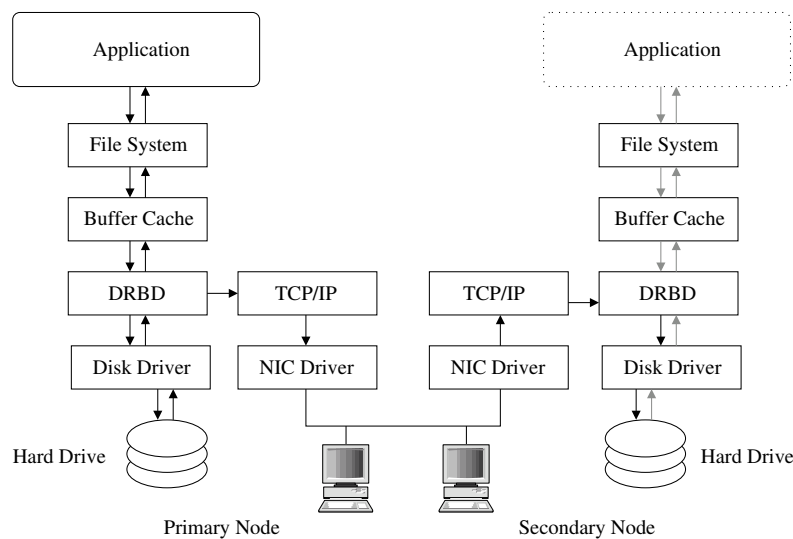 Application
Application
File System
File System
Buffer Cache
Buffer Cache
DRBD
TCP/IP
TCP/IP
DRBD
Disk Driver
NIC Driver
NIC Driver
Disk Driver
Hard Drive
Hard Drive
Primary Node
Secondary Node